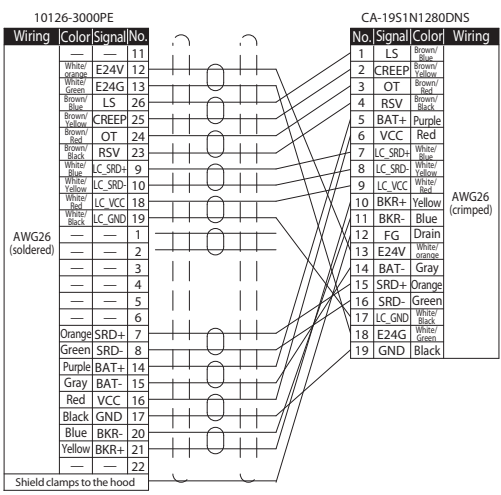 10126-3000PE CA-19S1N1280DNS
Wiring Color Signal No. No. Signal Color Wiring
— — 11
White/orange E24V 12
White/Green E24G 13
Brown/Blue LS 26
Brown/Yellow CREEP 25
Brown/Red OT 24
Brown/Black RSV 23
White/Blue LC_SRD+ 9
White/Yellow LC_SRD- 10
White/Red LC_VCC 18
White/Black LC_GND 19
— — 1
— — 2
— — 3
— — 4
— — 5
— — 6
Orange SRD+ 7
Green SRD- 8
Purple BAT+ 14
Gray BAT- 15
Red VCC 16
Black GND 17
Blue BKR- 20
Yellow BKR+ 21
— — 22
AWG26
(soldered)
Shield clamps to the hood
1 LS Brown/Blue
2 CREEP Brown/Yellow
3 OT Brown/Red
4 RSV Brown/Black
5 BAT+ Purple
6 VCC Red
7 LC_SRD+ White/Blue
8 LC_SRD- White/Yellow
9 LC_VCC White/Red
10 BKR+ Yellow
11 BKR- Blue
12 FG Drain
13 E24V White/orange
14 BAT- Gray
15 SRD+ Orange
16 SRD- Green
17 LC_GND White/Black
18 E24G White/Green
19 GND Black
AWG26
(crimped)